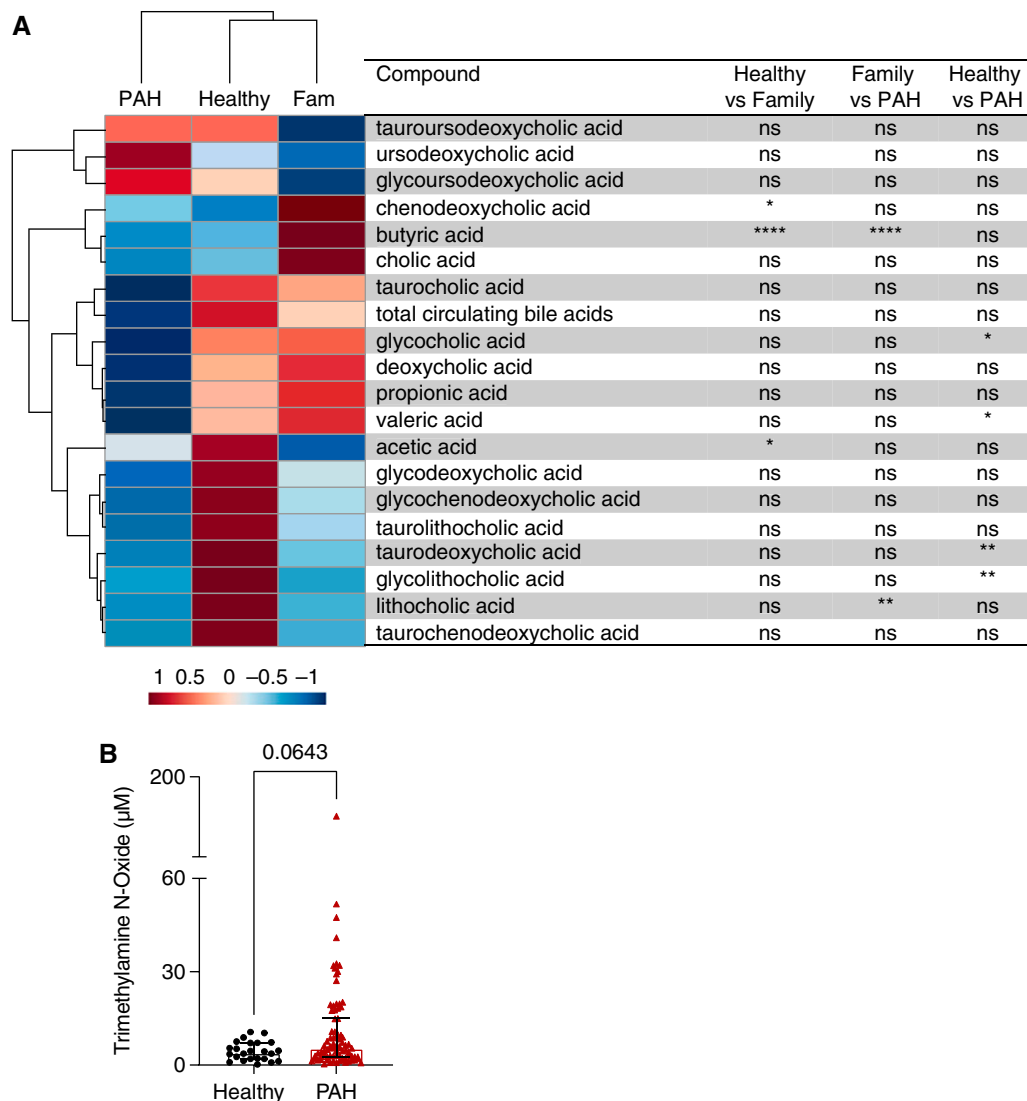 A
PAH Healthy Fam
Compound Healthy vs Family Family vs PAH Healthy vs PAH
tauroursodeoxycholic acid ns ns ns
ursodeoxycholic acid ns ns ns
glycoursodeoxycholic acid ns ns ns
chenodeoxycholic acid * ns ns
butyric acid **** **** ns
cholic acid ns ns ns
taurocholic acid ns ns ns
total circulating bile acids ns ns ns
glycocholic acid ns ns *
deoxycholic acid ns ns ns
propionic acid ns ns ns
valeric acid ns ns *
acetic acid * ns ns
glycodeoxycholic acid ns ns ns
glycochenodeoxycholic acid ns ns ns
taurolithocholic acid ns ns ns
taurodeoxycholic acid ns ns **
glycolithocholic acid ns ns **
lithocholic acid ns ** ns
taurochenodeoxycholic acid ns ns ns
1 0.5 0 –0.5 –1
B
0.0643
Trimethylamine N-Oxide (µM)
200
60
30
0
Healthy PAH